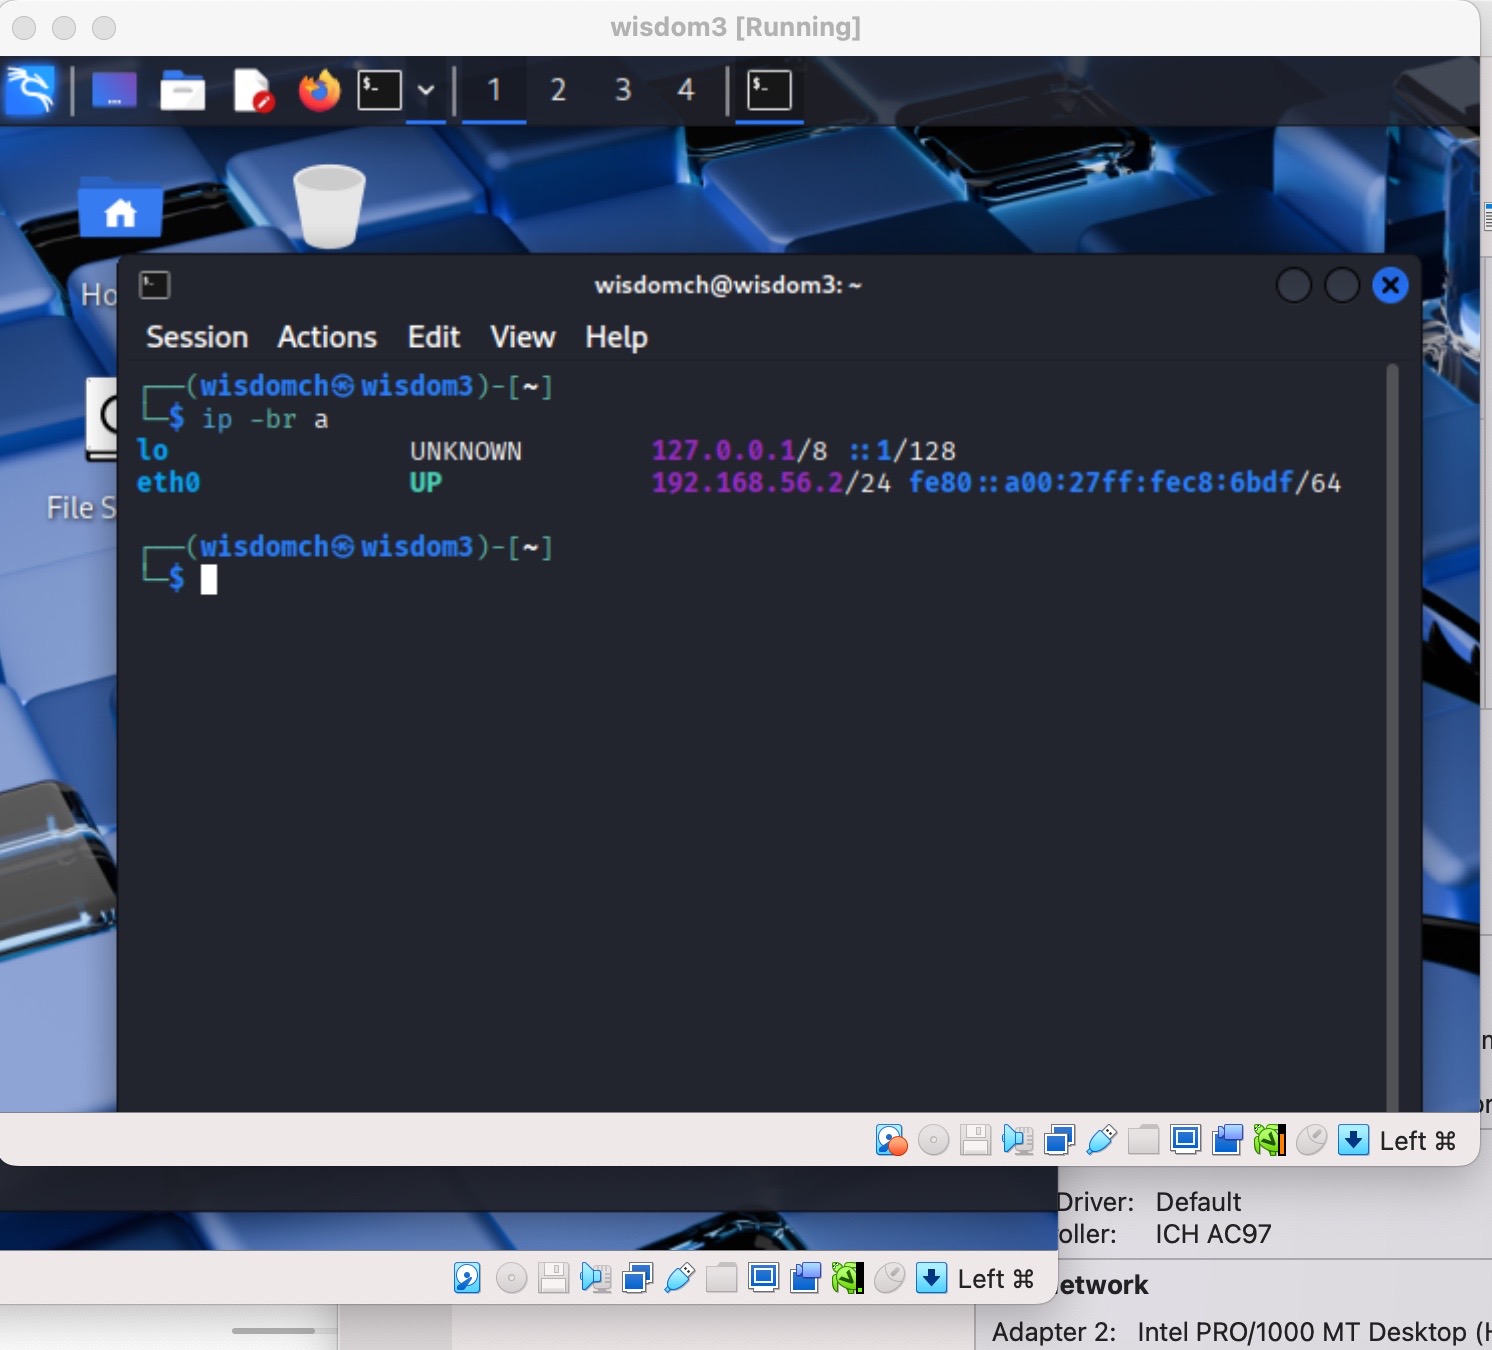 wisdom3 [Running]
1 2 3 4
wisdomch@wisdom3: ~
Session Actions Edit View Help
┌──(wisdomch㉿wisdom3)-[~]
└─$ ip -br a
lo UNKNOWN 127.0.0.1/8 ::1/128
eth0 UP 192.168.56.2/24 fe80::a00:27ff:fec8:6bdf/64
┌──(wisdomch㉿wisdom3)-[~]
└─$
Ho
File S
Left ⌘
Driver: Default
oller: ICH AC97
Left ⌘
etwork
Adapter 2: Intel PRO/1000 MT Desktop (H